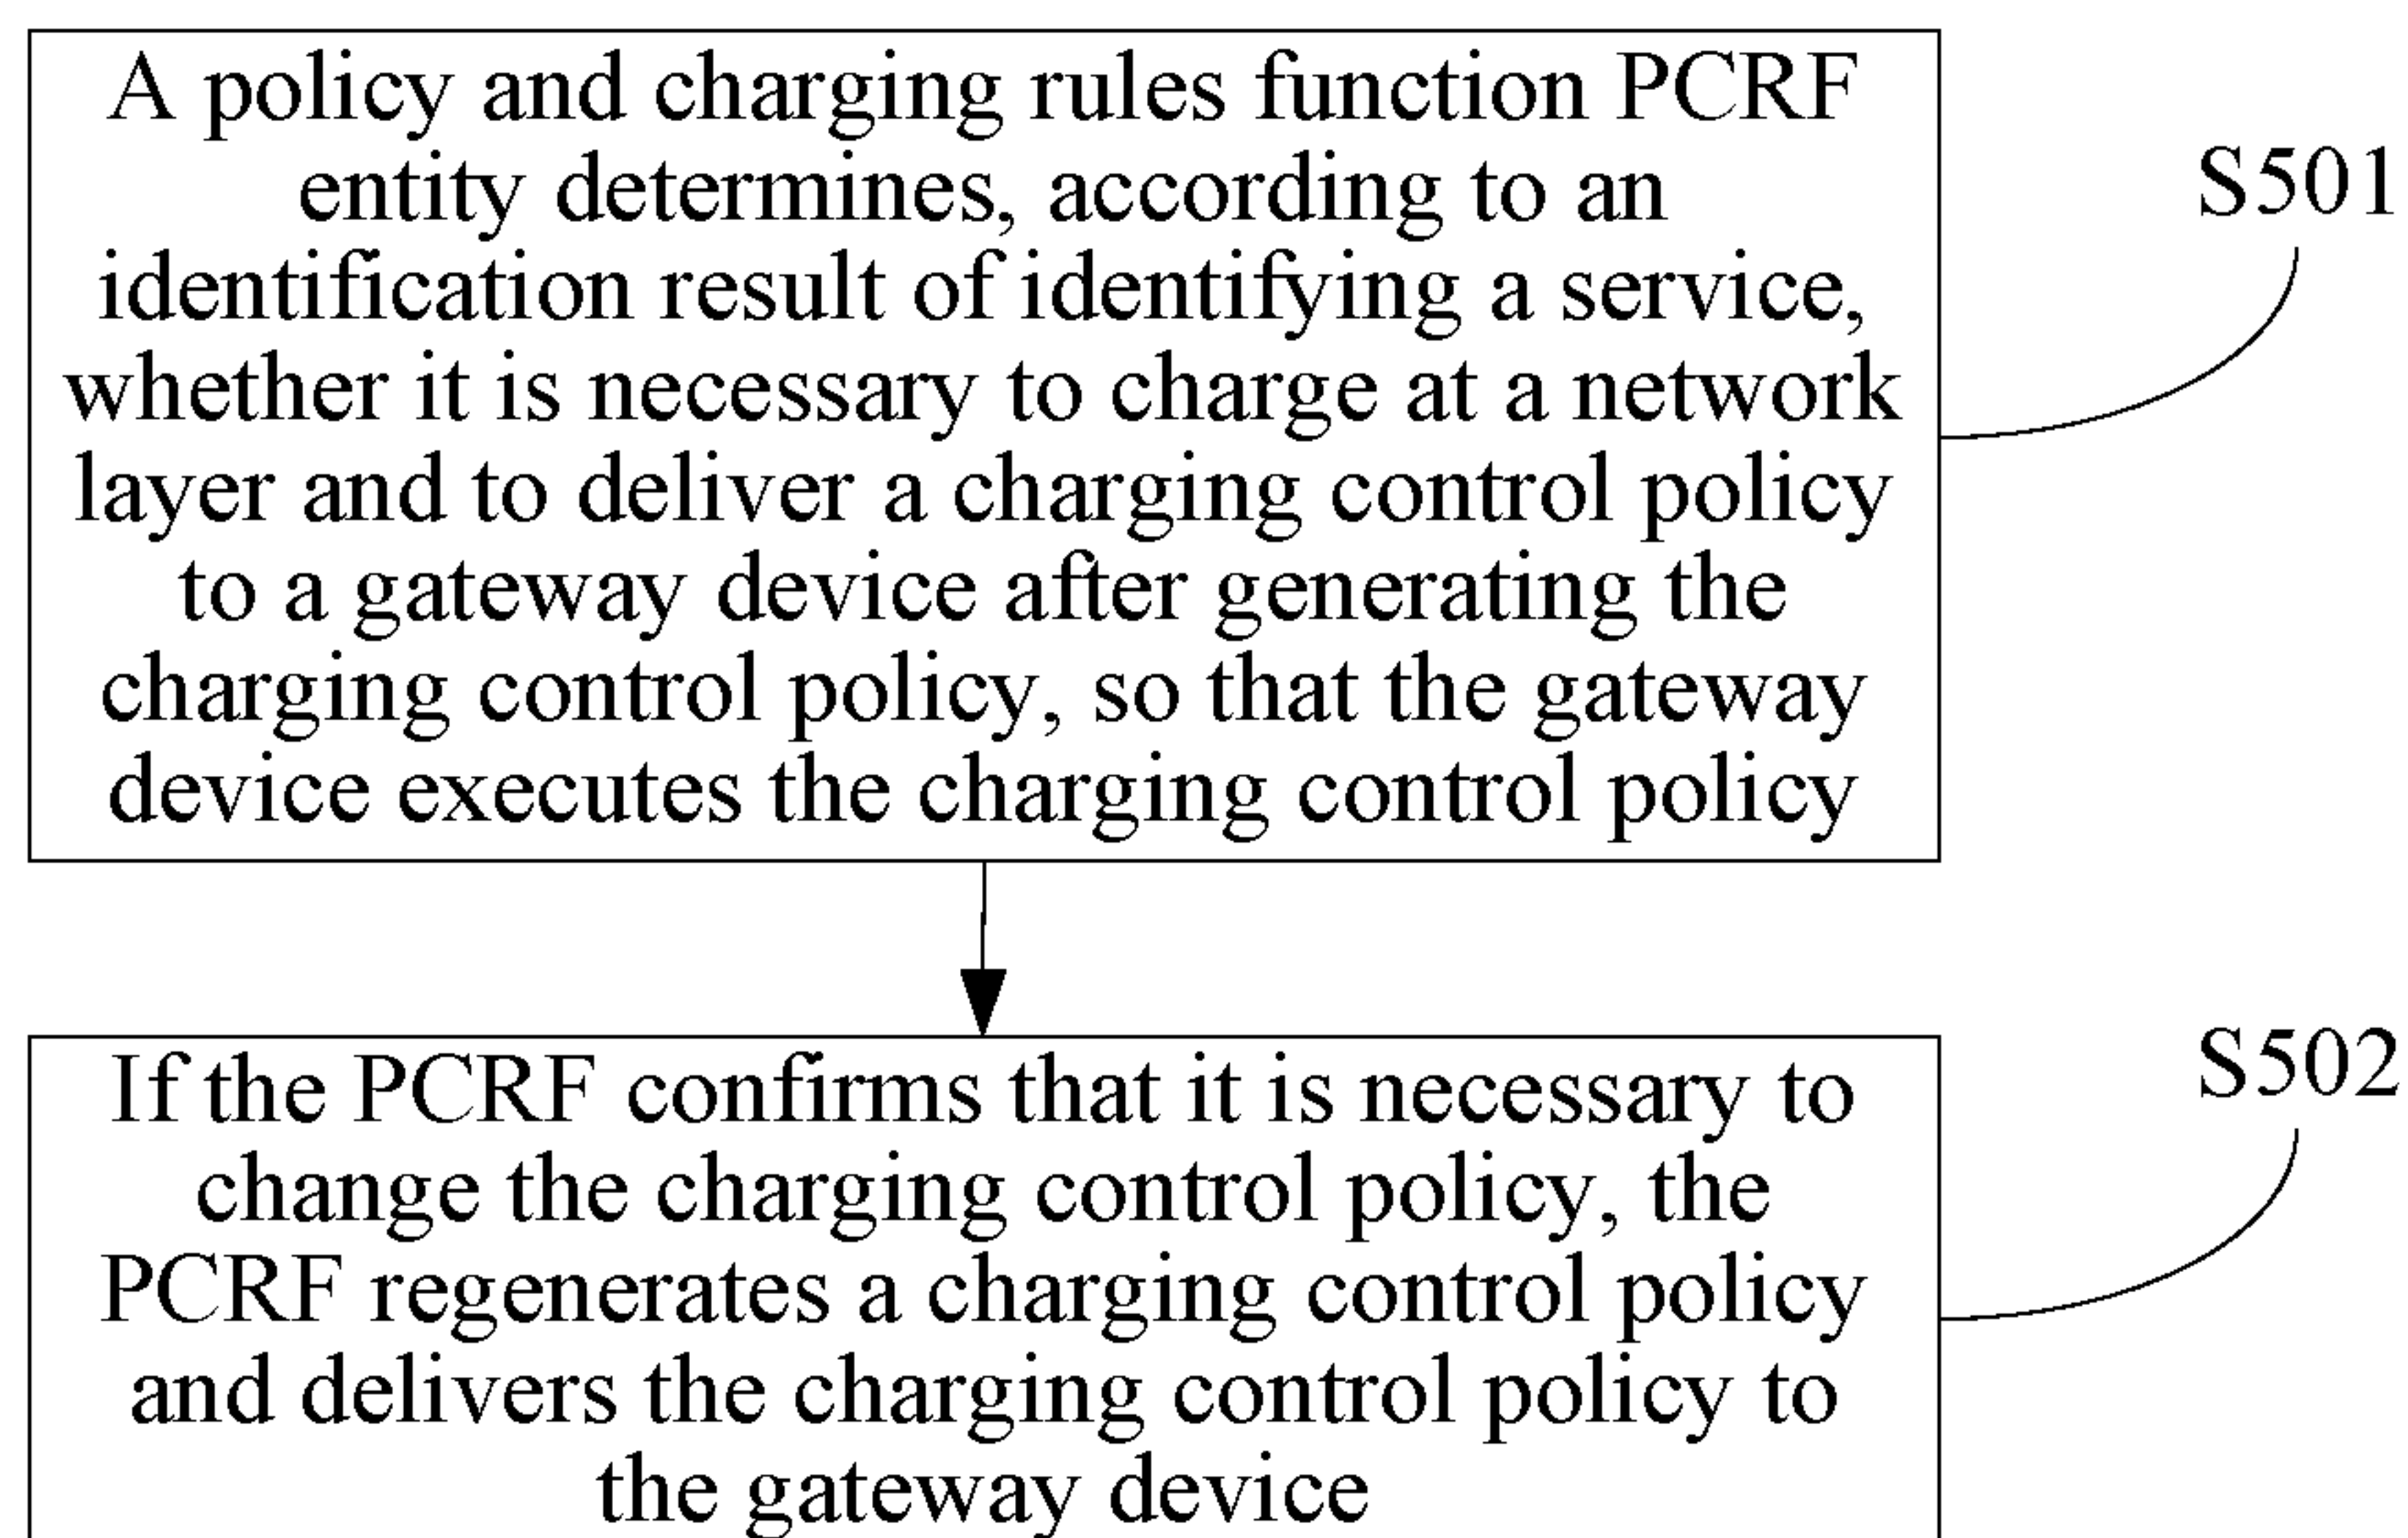 A policy and charging rules function PCRF
entity determines, according to an
identification result of identifying a service,
whether it is necessary to charge at a network
layer and to deliver a charging control policy
to a gateway device after generating the
charging control policy, so that the gateway
device executes the charging control policy
S501
If the PCRF confirms that it is necessary to
change the charging control policy, the
PCRF regenerates a charging control policy
and delivers the charging control policy to
the gateway device
S502